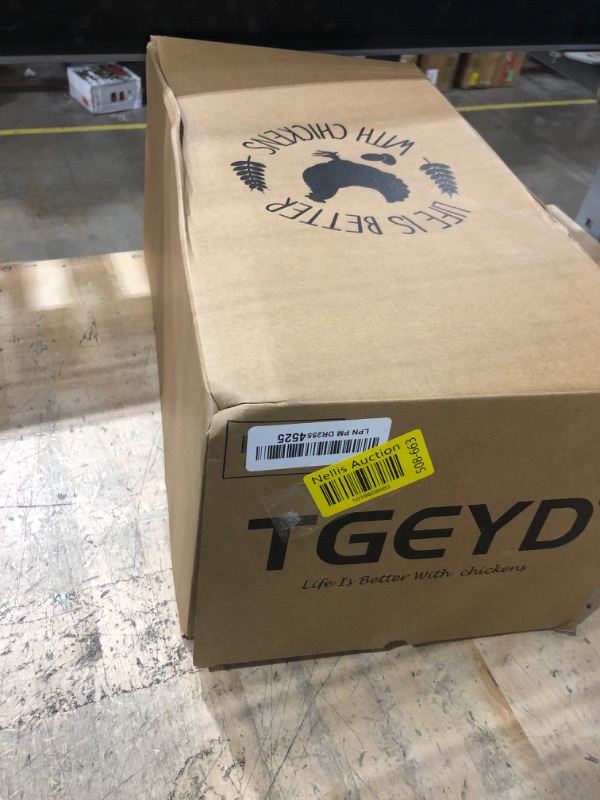 LIFE IS BETTER
WITH CHICKENS
LPN PM DR2554525
Nellis Auction
508-663
TGEYD
Life Is Better With chickens